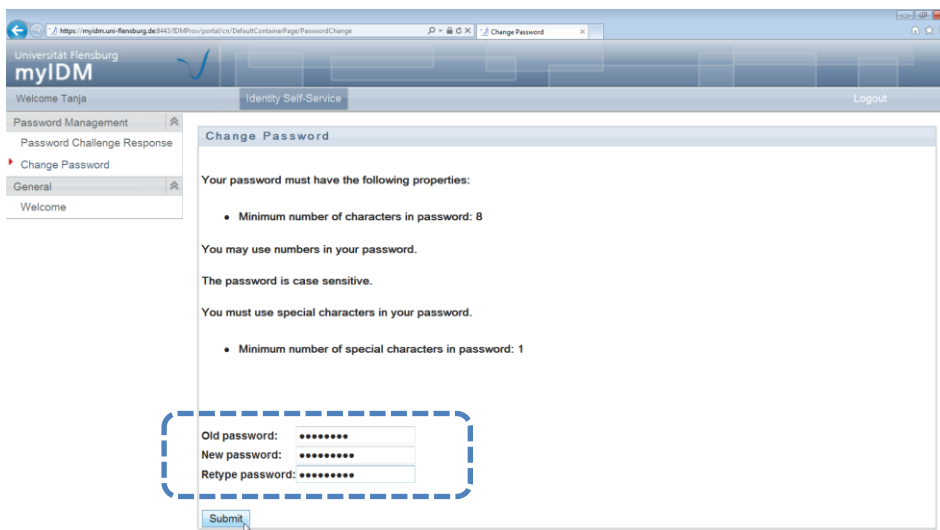 https://myidm.uni-flensburg.de:8443/IDMProv/portal/cn/DefaultContainerPage/PasswordChange
Change Password
Universität Flensburg
myIDM
Welcome Tanja
Identity Self-Service
Logout
Password Management
Password Challenge Response
Change Password
General
Welcome
Change Password
Your password must have the following properties:
• Minimum number of characters in password: 8
You may use numbers in your password.
The password is case sensitive.
You must use special characters in your password.
• Minimum number of special characters in password: 1
Old password: ••••••••
New password: •••••••••
Retype password: •••••••••
Submit